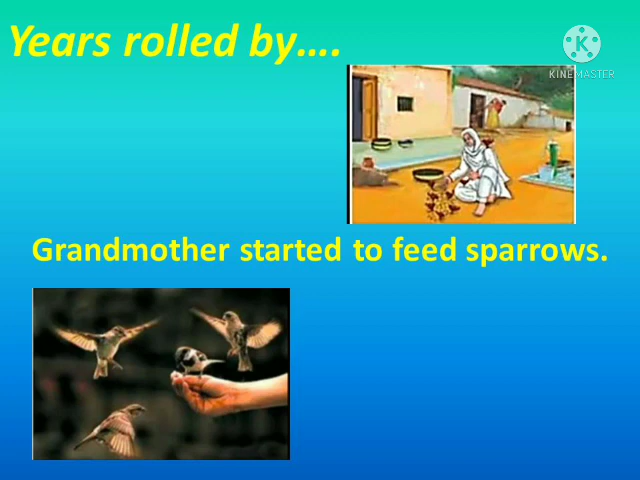 Years rolled by....
KINEMASTER
Grandmother started to feed sparrows.